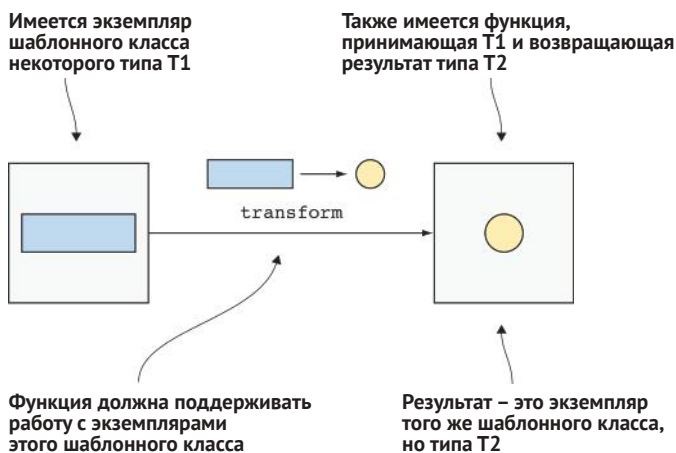 Имеется экземпляр
шаблонного класса
некоторого типа T1
Также имеется функция,
принимающая T1 и возвращающая
результат типа T2
transform
Функция должна поддерживать
работу с экземплярами
этого шаблонного класса
Результат – это экземпляр
того же шаблонного класса,
но типа T2